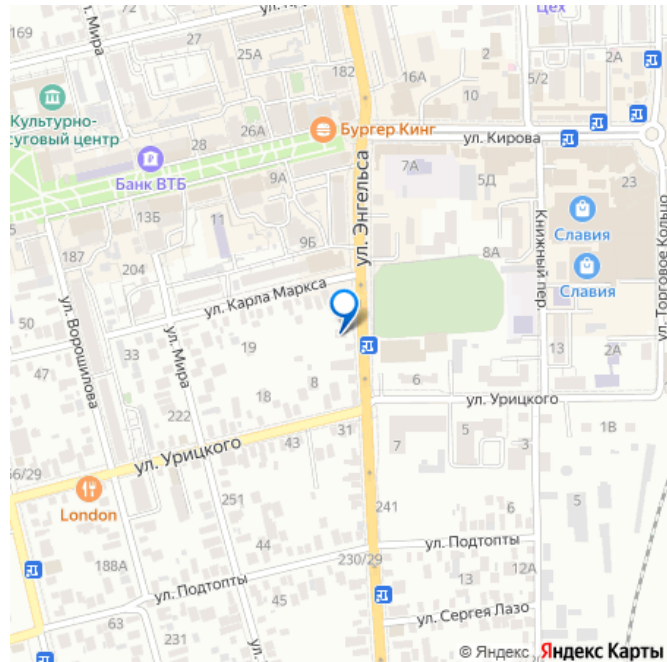 Цех
ул. Мира
27
25А
2
182
16А
5/2
10
Культурно-
суговый центр
26А
Бургер Кинг
ул. Кирова
28
Банк ВТБ
9А
7А
5Д
23
ул. Энгельса
13Б
11
Книжный пер.
Славия
187
9Б
8А
204
Славия
ул. Торговое Кольцо
ул. Карла Маркса
50
ул. Ворошилова
33
ул. Мира
19
13
2А
47
18
8
6
ул. Урицкого
222
31
43
5
1В
7
3
ул. Урицкого
56/29
London
251
241
6
5
44
ул. Подтопты
188А
230/29
ул. Подтопты
12А
13
45
63
ул. Сергея Лазо
231
ул.
© Яндекс Яндекс Карты